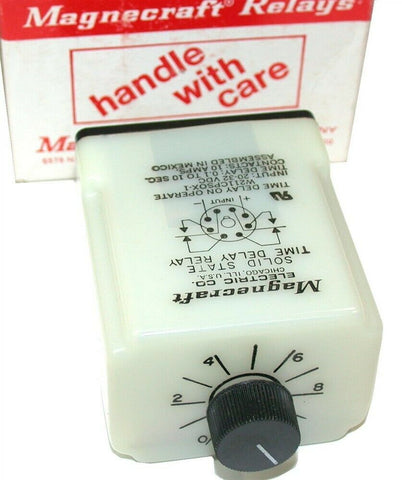 Magnecraft® Relays
handle
with
care
Magnecraft
ELECTRIC CO.
CHICAGO, ILL. U.S.A.
SOLID STATE
TIME DELAY RELAY
+ INPUT -
TIME DELAY ON OPERATE
W211CPSOX-1
INPUT: 20-32 VDC
TIME DELAY: 0.1 TO 10 SEC.
CONTACTS: 10 AMPS
ASSEMBLED IN MEXICO
0 2 4 6 8